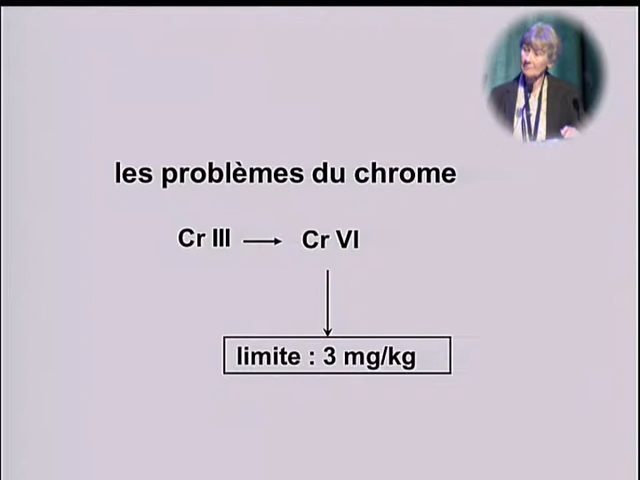 les problèmes du chrome
Cr III → Cr VI
limite : 3 mg/kg